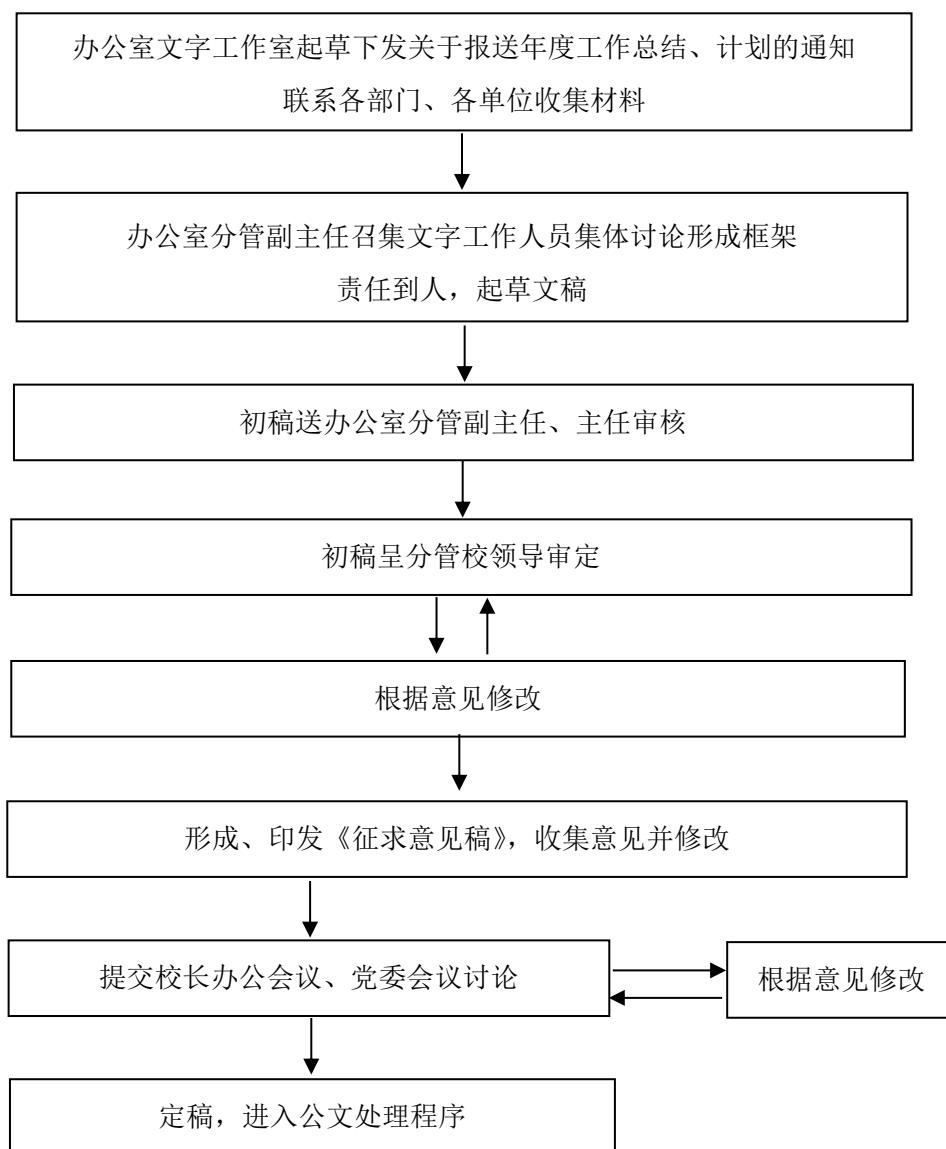 办公室文字工作室起草下发关于报送年度工作总结、计划的通知
联系各部门、各单位收集材料
办公室分管副主任召集文字工作人员集体讨论形成框架
责任到人，起草文稿
初稿送办公室分管副主任、主任审核
初稿呈分管校领导审定
根据意见修改
形成、印发《征求意见稿》，收集意见并修改
提交校长办公会议、党委会议讨论
根据意见修改
定稿，进入公文处理程序